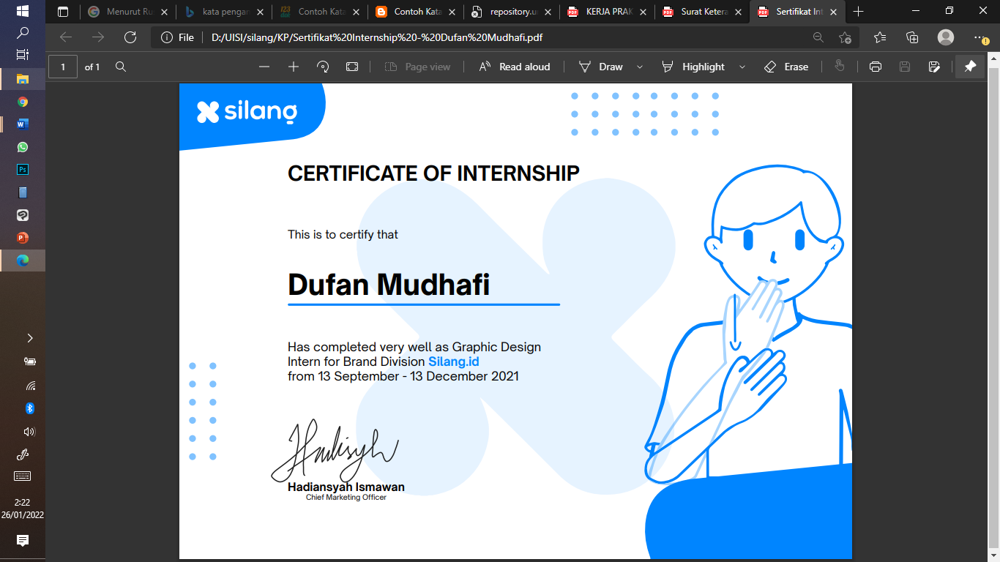 Menurut Ru
kata pengan
Contoh Kata
Contoh Kata
repository.u
KERJA PRAK
Surat Ketera
Sertifikat Int
File
D:/UISI/silang/KP/Sertifikat%20Internship%20-%20Dufan%20Mudhafi.pdf
1 of 1
Page view
Read aloud
Draw
Highlight
Erase
silang
CERTIFICATE OF INTERNSHIP
This is to certify that
Dufan Mudhafi
Has completed very well as Graphic Design
Intern for Brand Division Silang.id
from 13 September - 13 December 2021
Hadiansyah Ismawan
Chief Marketing Officer
2:22
26/01/2022